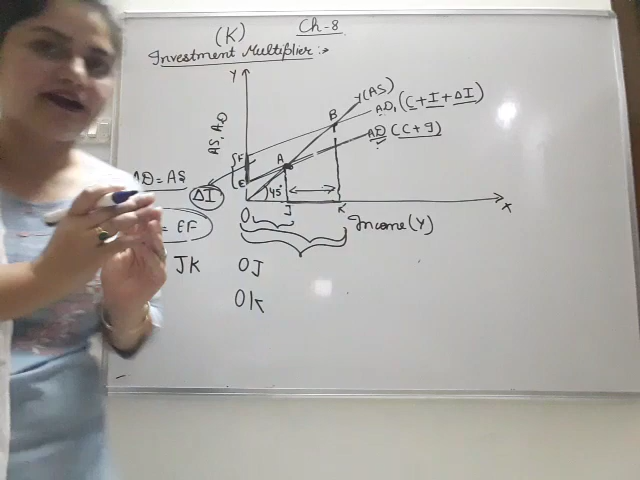 (K) Ch-8
Investment Multiplier :→
Y
AS, AD
Y(AS)
AD₁ (C + I + ΔI)
B
AD (C + I)
F
A
E
AD = AS
ΔI
45°
= EF
O J K X
Income (Y)
JK OJ
OK